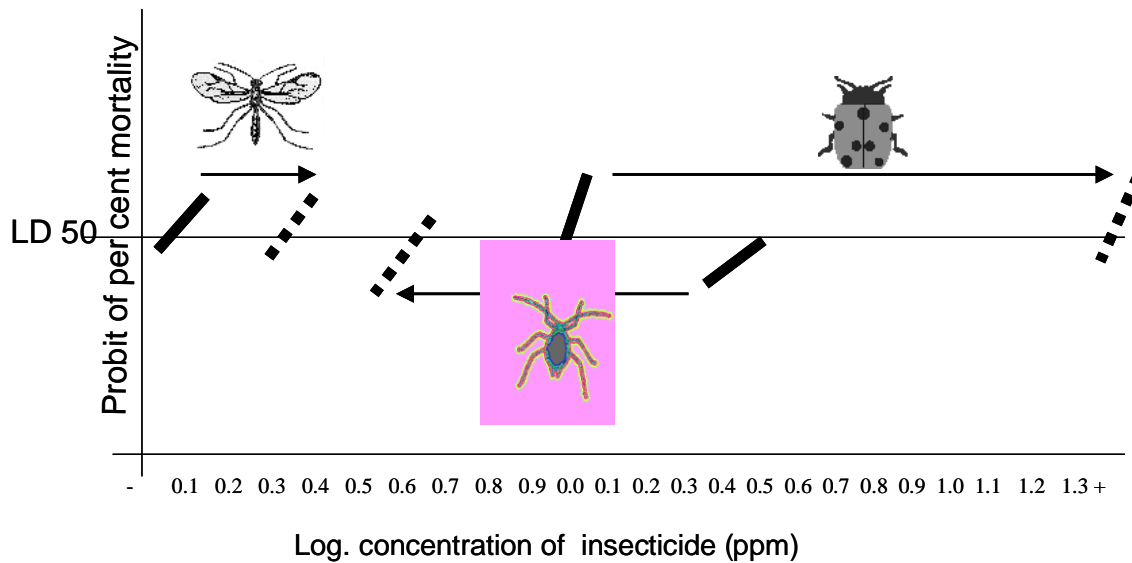 Probit of per cent mortality
LD 50
- 0.1 0.2 0.3 0.4 0.5 0.6 0.7 0.8 0.9 0.0 0.1 0.2 0.3 0.4 0.5 0.6 0.7 0.8 0.9 1.0 1.1 1.2 1.3 +
Log. concentration of insecticide (ppm)